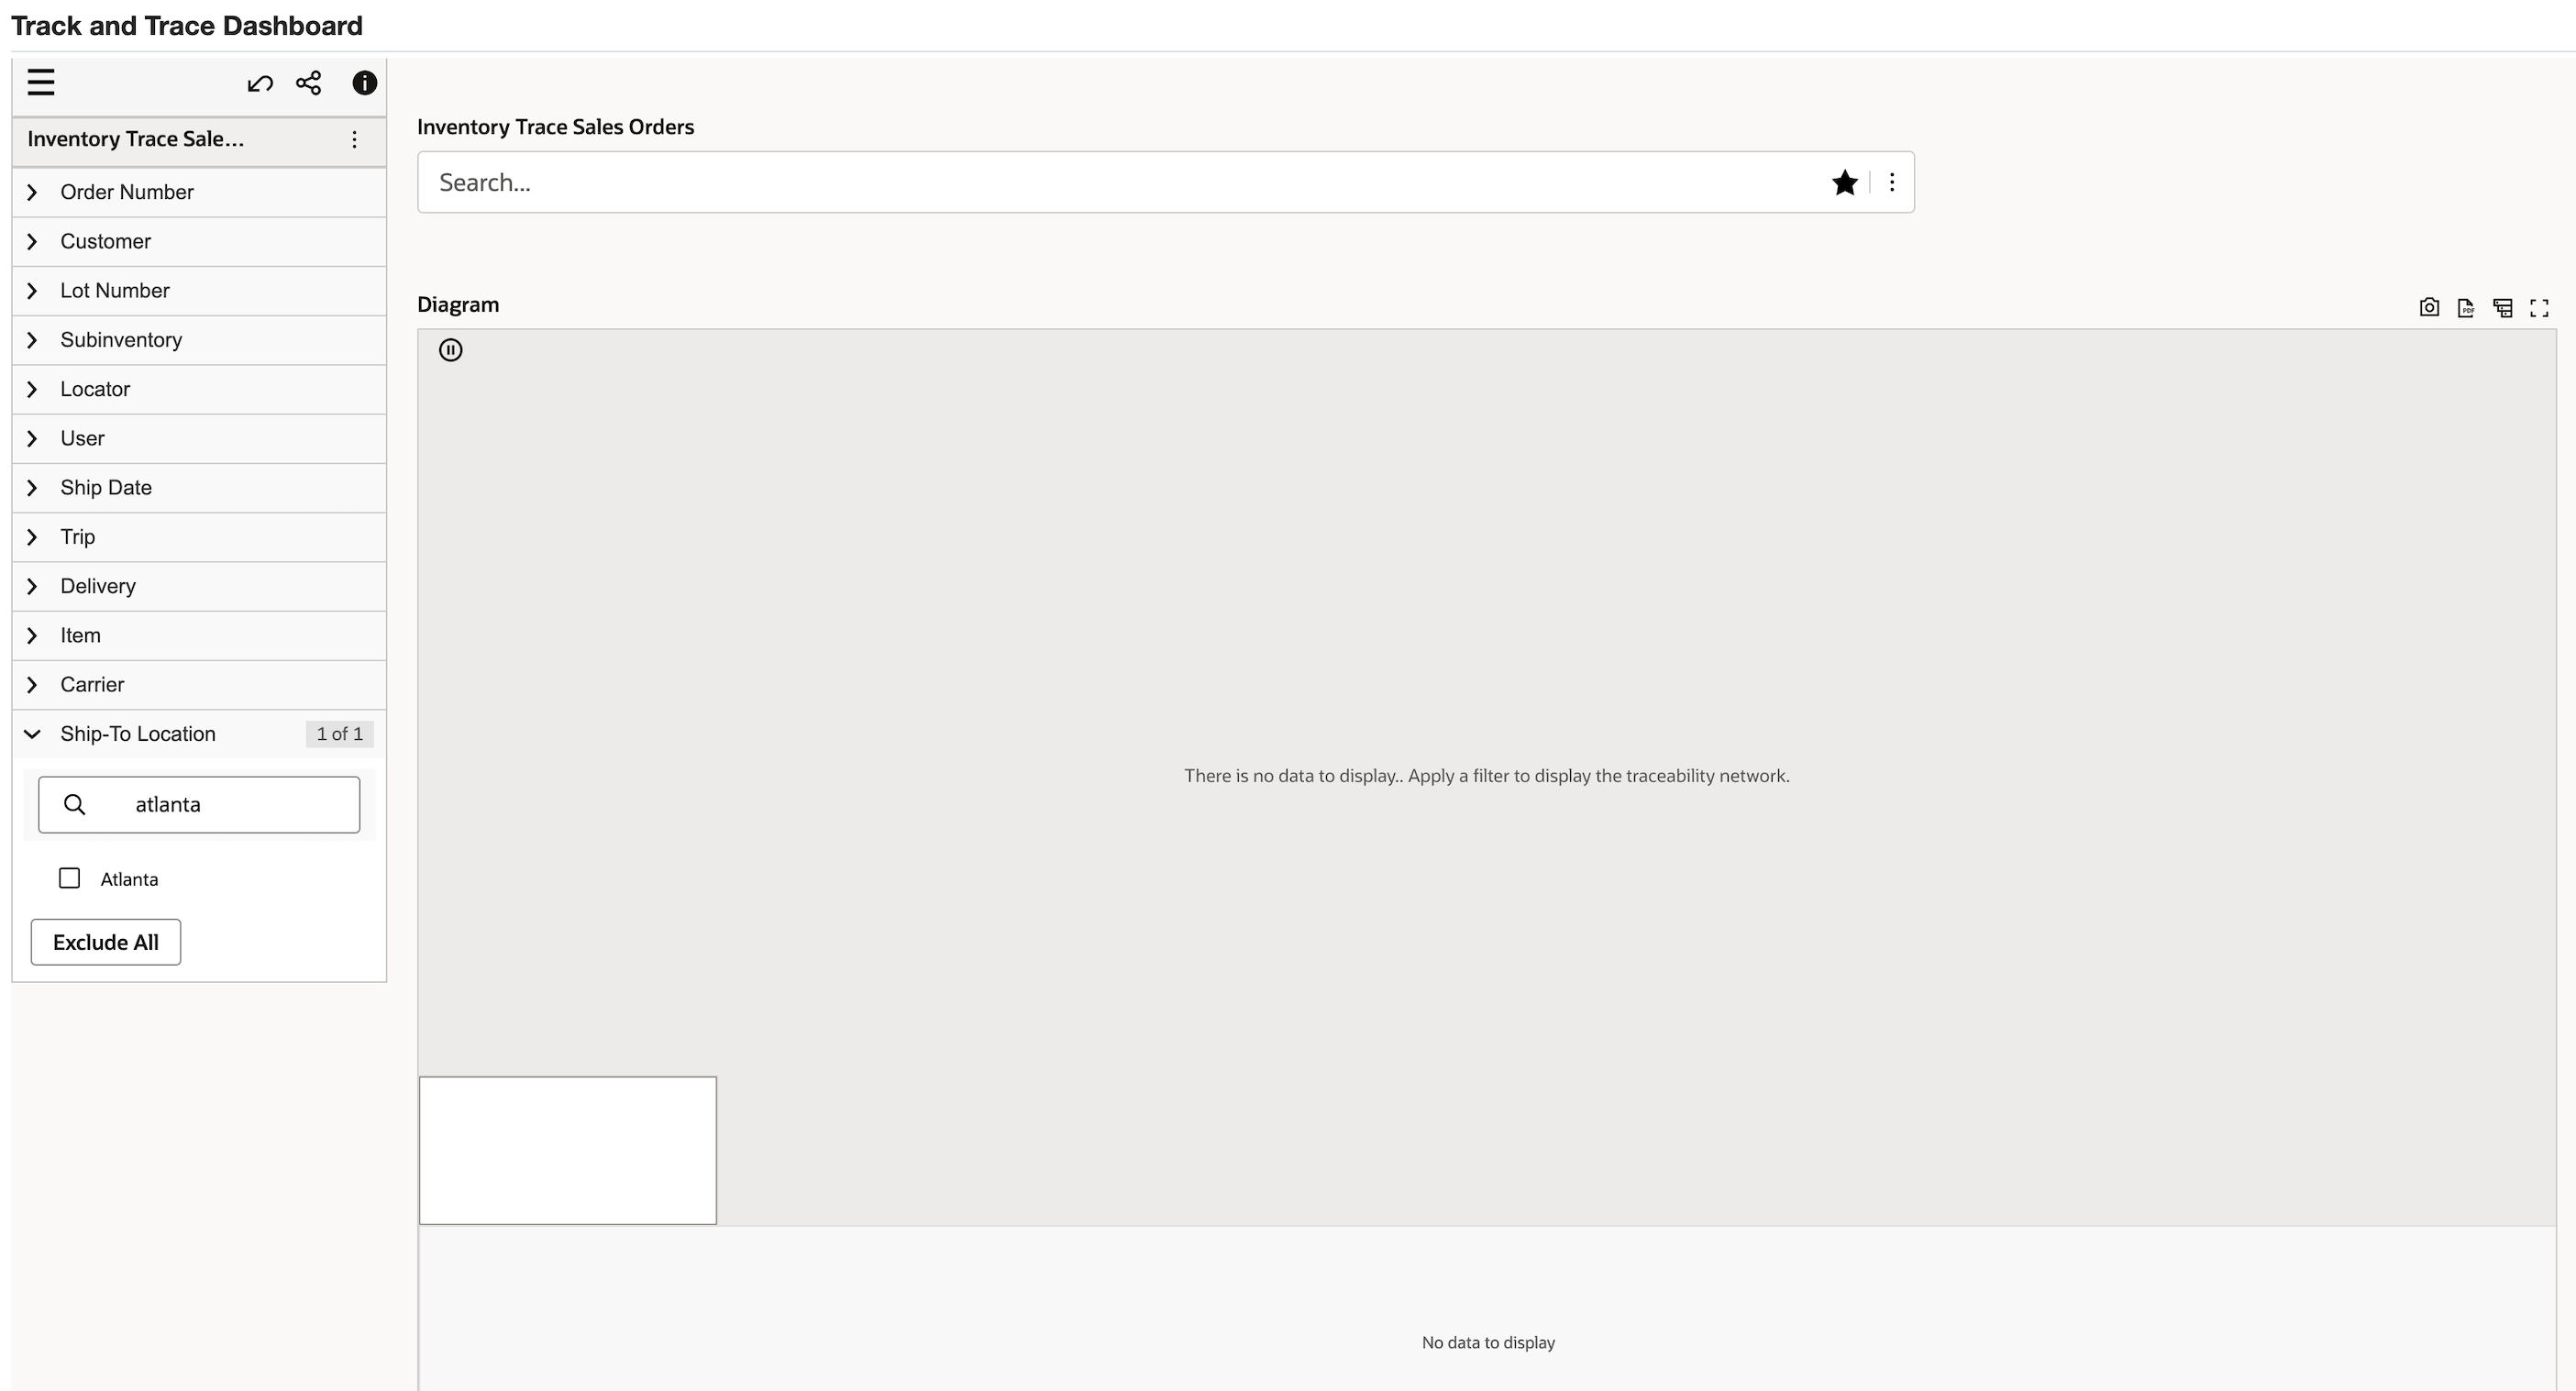 Track and Trace Dashboard
Inventory Trace Sale...
Order Number
Customer
Lot Number
Subinventory
Locator
User
Ship Date
Trip
Delivery
Item
Carrier
Ship-To Location 1 of 1
atlanta
Atlanta
Exclude All
Inventory Trace Sales Orders
Search...
Diagram
PDF
There is no data to display.. Apply a filter to display the traceability network.
No data to display